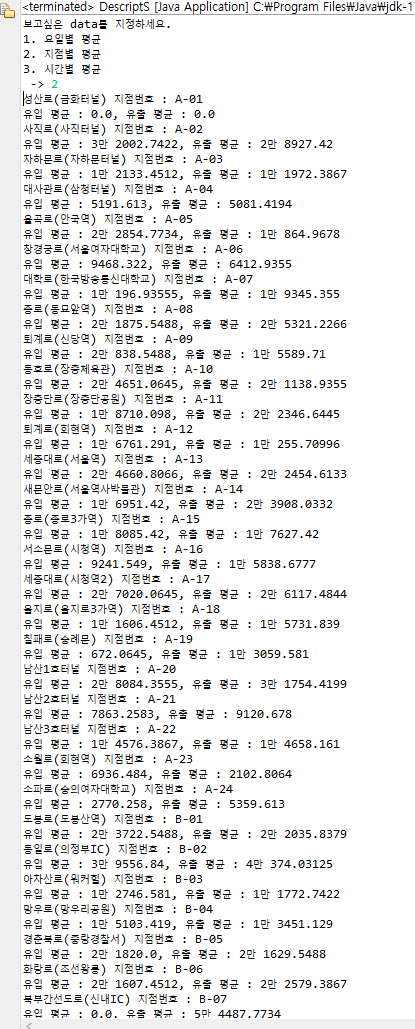 <terminated> DescriptS [Java Application] C:\Program Files\Java\jdk-1
보고싶은 data를 지정하세요.
1. 요일별 평균
2. 지점별 평균
3. 시간별 평균
-> 2
성산로(금화터널) 지점번호 : A-01
유입 평균 : 0.0, 유출 평균 : 0.0
사직로(사직터널) 지점번호 : A-02
유입 평균 : 3만 2002.7422, 유출 평균 : 2만 8927.42
자하문로(자하문터널) 지점번호 : A-03
유입 평균 : 1만 2133.4512, 유출 평균 : 1만 1972.3867
대사관로(삼청터널) 지점번호 : A-04
유입 평균 : 5191.613, 유출 평균 : 5081.4194
율곡로(안국역) 지점번호 : A-05
유입 평균 : 2만 2854.7734, 유출 평균 : 1만 864.9678
창경궁로(서울여자대학교) 지점번호 : A-06
유입 평균 : 9468.322, 유출 평균 : 6412.9355
대학로(한국방송통신대학교) 지점번호 : A-07
유입 평균 : 1만 196.93555, 유출 평균 : 1만 9345.355
종로(동묘앞역) 지점번호 : A-08
유입 평균 : 2만 1875.5488, 유출 평균 : 2만 5321.2266
퇴계로(신당역) 지점번호 : A-09
유입 평균 : 2만 838.5488, 유출 평균 : 1만 5589.71
동호로(장충체육관) 지점번호 : A-10
유입 평균 : 2만 4651.0645, 유출 평균 : 2만 1138.9355
장충단로(장충단공원) 지점번호 : A-11
유입 평균 : 1만 8710.098, 유출 평균 : 2만 2346.6445
퇴계로(회현역) 지점번호 : A-12
유입 평균 : 1만 6761.291, 유출 평균 : 1만 255.70996
세종대로(서울역) 지점번호 : A-13
유입 평균 : 2만 4660.8066, 유출 평균 : 2만 2454.6133
새문안로(서울역사박물관) 지점번호 : A-14
유입 평균 : 1만 6951.42, 유출 평균 : 2만 3908.0332
종로(종로3가역) 지점번호 : A-15
유입 평균 : 1만 8085.42, 유출 평균 : 1만 7627.42
서소문로(시청역) 지점번호 : A-16
유입 평균 : 9241.549, 유출 평균 : 1만 5838.6777
세종대로(시청역2) 지점번호 : A-17
유입 평균 : 2만 7020.0645, 유출 평균 : 2만 6117.4844
을지로(을지로3가역) 지점번호 : A-18
유입 평균 : 1만 1606.4512, 유출 평균 : 1만 5731.839
칠패로(숭례문) 지점번호 : A-19
유입 평균 : 672.0645, 유출 평균 : 1만 3059.581
남산1호터널 지점번호 : A-20
유입 평균 : 2만 8084.3555, 유출 평균 : 3만 1754.4199
남산2호터널 지점번호 : A-21
유입 평균 : 7863.2583, 유출 평균 : 9120.678
남산3호터널 지점번호 : A-22
유입 평균 : 1만 4576.3867, 유출 평균 : 1만 4658.161
소월로(회현역) 지점번호 : A-23
유입 평균 : 6936.484, 유출 평균 : 2102.8064
소파로(숭의여자대학교) 지점번호 : A-24
유입 평균 : 2770.258, 유출 평균 : 5359.613
도봉로(도봉산역) 지점번호 : B-01
유입 평균 : 2만 3722.5488, 유출 평균 : 2만 2035.8379
동일로(의정부IC) 지점번호 : B-02
유입 평균 : 3만 9556.84, 유출 평균 : 4만 374.03125
아차산로(워커힐) 지점번호 : B-03
유입 평균 : 1만 2746.581, 유출 평균 : 1만 1772.7422
망우로(망우리공원) 지점번호 : B-04
유입 평균 : 1만 5103.419, 유출 평균 : 1만 3451.129
경춘북로(중랑경찰서) 지점번호 : B-05
유입 평균 : 2만 1820.0, 유출 평균 : 2만 1629.5488
화랑로(조선왕릉) 지점번호 : B-06
유입 평균 : 2만 1607.4512, 유출 평균 : 2만 2579.3867
북부간선도로(신내IC) 지점번호 : B-07
유입 평균 : 0.0, 유출 평균 : 5만 4487.7734